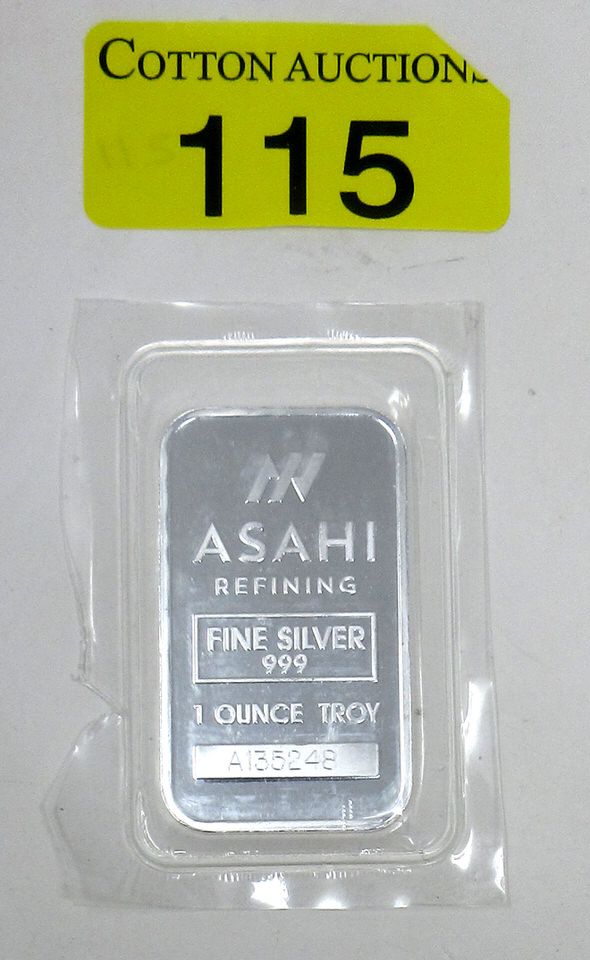 COTTON AUCTIONS
115
ASAHI
REFINING
FINE SILVER
999
1 OUNCE TROY
A135248